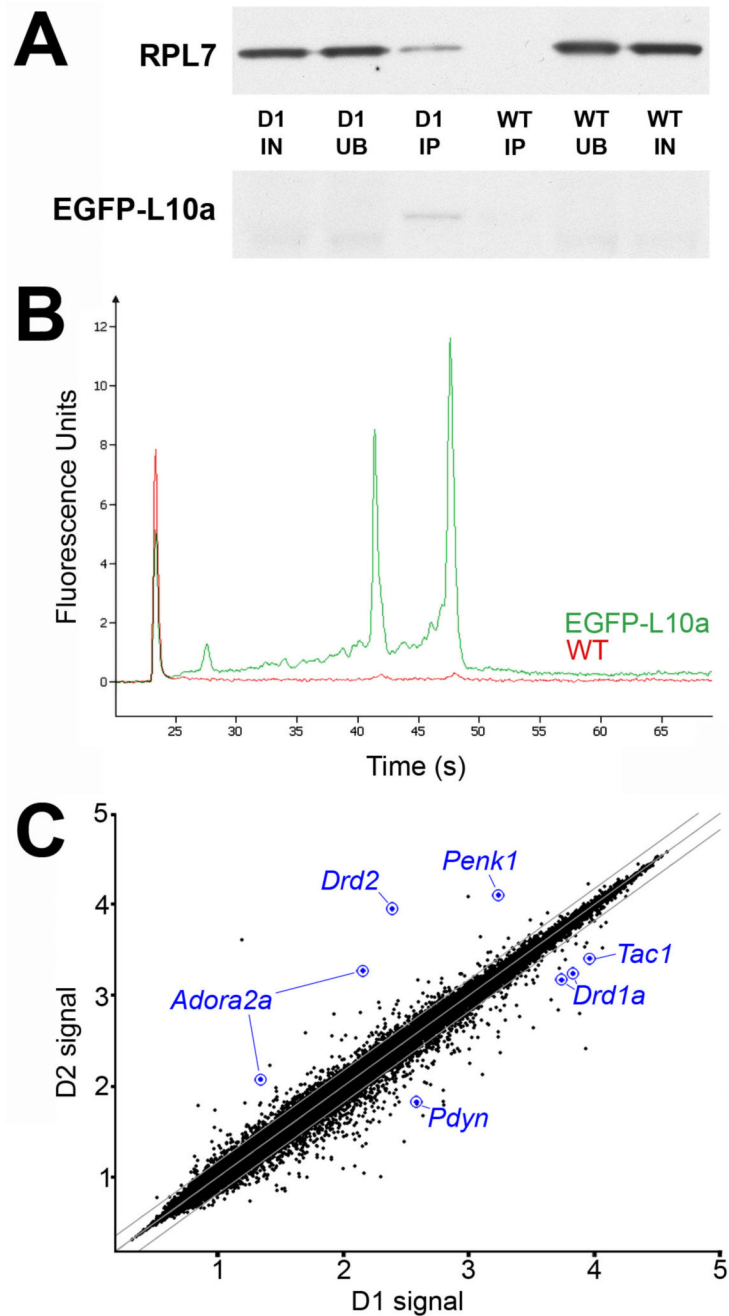 A
RPL7
D1 D1 D1 WT WT WT
IN UB IP IP UB IN
EGFP-L10a
B
12
10
8
6
4
2
0
Fluorescence Units
EGFP-L10a
WT
25 30 35 40 45 50 55 60 65
Time (s)
C
5
4
3
2
1
D2 signal
Penk1
Drd2
Tac1
Adora2a
Drd1a
Pdyn
1 2 3 4 5
D1 signal